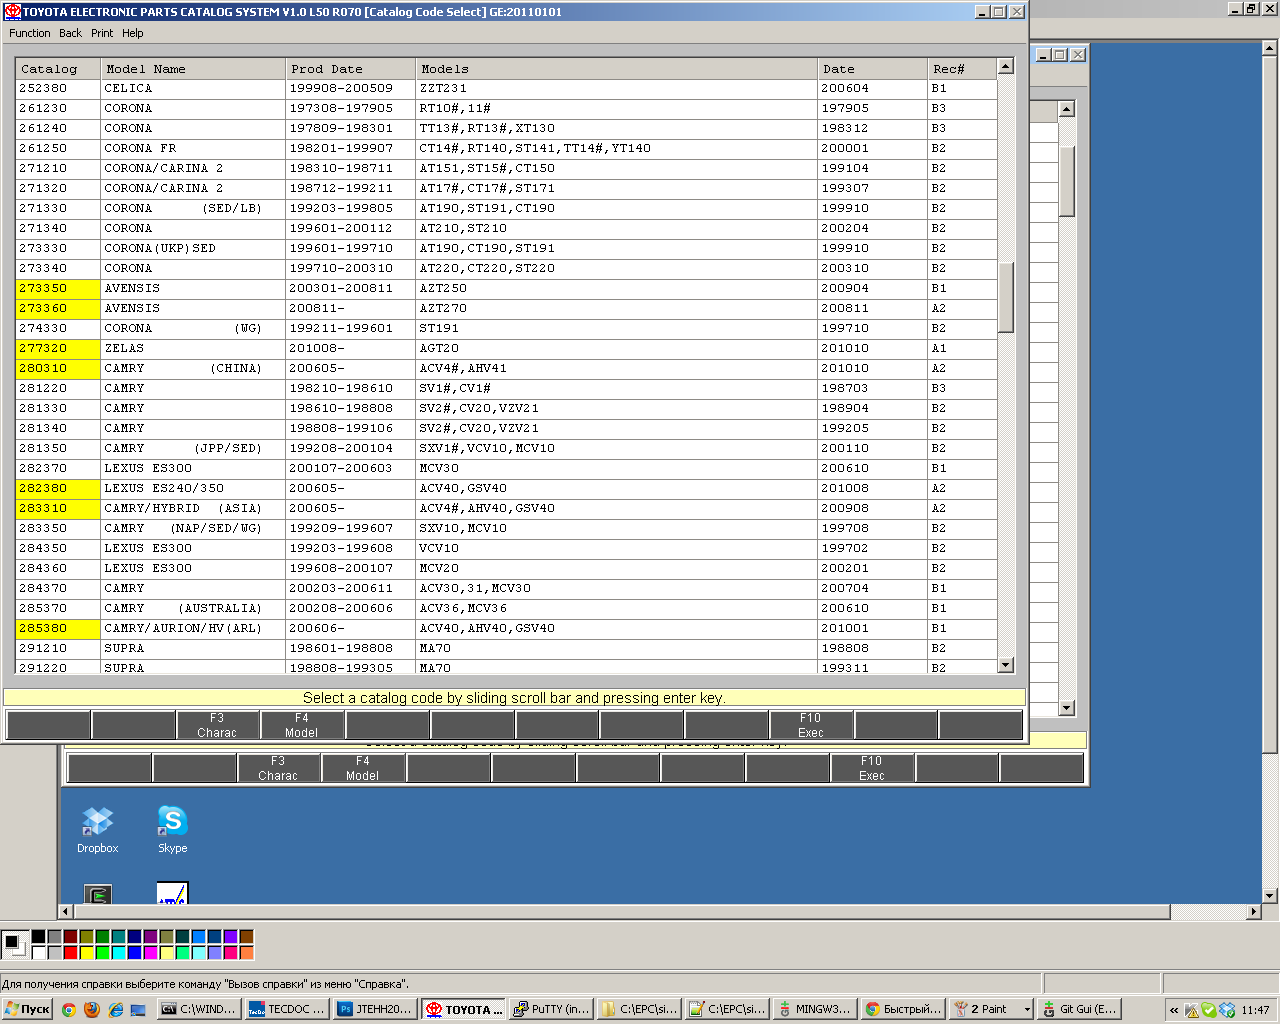 TOYOTA ELECTRONIC PARTS CATALOG SYSTEM V1.0 L50 R070 [Catalog Code Select] GE:20110101
Function Back Print Help
Catalog Model Name Prod Date Models Date Rec#
252380 CELICA 199908-200509 ZZT231 200604 B1
261230 CORONA 197308-197905 RT10#,11# 197905 B3
261240 CORONA 197809-198301 TT13#,RT13#,XT130 198312 B3
261250 CORONA FR 198201-199907 CT14#,RT140,ST141,TT14#,YT140 200001 B2
271210 CORONA/CARINA 2 198310-198711 AT151,ST15#,CT150 199104 B2
271320 CORONA/CARINA 2 198712-199211 AT17#,CT17#,ST171 199307 B2
271330 CORONA (SED/LB) 199203-199805 AT190,ST191,CT190 199910 B2
271340 CORONA 199601-200112 AT210,ST210 200204 B2
273330 CORONA(UKP)SED 199601-199710 AT190,CT190,ST191 199910 B2
273340 CORONA 199710-200310 AT220,CT220,ST220 200310 B2
273350 AVENSIS 200301-200811 AZT250 200904 B1
273360 AVENSIS 200811- AZT270 200811 A2
274330 CORONA (WG) 199211-199601 ST191 199710 B2
277320 ZELAS 201008- AGT20 201010 A1
280310 CAMRY (CHINA) 200605- ACV4#,AHV41 201010 A2
281220 CAMRY 198210-198610 SV1#,CV1# 198703 B3
281330 CAMRY 198610-198808 SV2#,CV20,VZV21 198904 B2
281340 CAMRY 198808-199106 SV2#,CV20,VZV21 199205 B2
281350 CAMRY (JPP/SED) 199208-200104 SXV1#,VCV10,MCV10 200110 B2
282370 LEXUS ES300 200107-200603 MCV30 200610 B1
282380 LEXUS ES240/350 200605- ACV40,GSV40 201008 A2
283310 CAMRY/HYBRID (ASIA) 200605- ACV4#,AHV40,GSV40 200908 A2
283350 CAMRY (NAP/SED/WG) 199209-199607 SXV10,MCV10 199708 B2
284350 LEXUS ES300 199203-199608 VCV10 199702 B2
284360 LEXUS ES300 199608-200107 MCV20 200201 B2
284370 CAMRY 200203-200611 ACV30,31,MCV30 200704 B1
285370 CAMRY (AUSTRALIA) 200208-200606 ACV36,MCV36 200610 B1
285380 CAMRY/AURION/HV(ARL) 200606- ACV40,AHV40,GSV40 201001 B1
291210 SUPRA 198601-198808 MA70 198808 B2
291220 SUPRA 198808-199305 MA70 199311 B2
Select a catalog code by sliding scroll bar and pressing enter key.
F3 F4 F10
Charac Model Exec
F3 F4 F10
Charac Model Exec
Dropbox Skype
Для получения справки выберите команду "Вызов справки" из меню "Справка".
Пуск C:\WIND... TECDOC ... JTEHH20... TOYOTA ... PuTTY (in... C:\EPC\si... C:\EPC\si... MINGW3... Быстрый... 2 Paint Git Gui (E... « 11:47